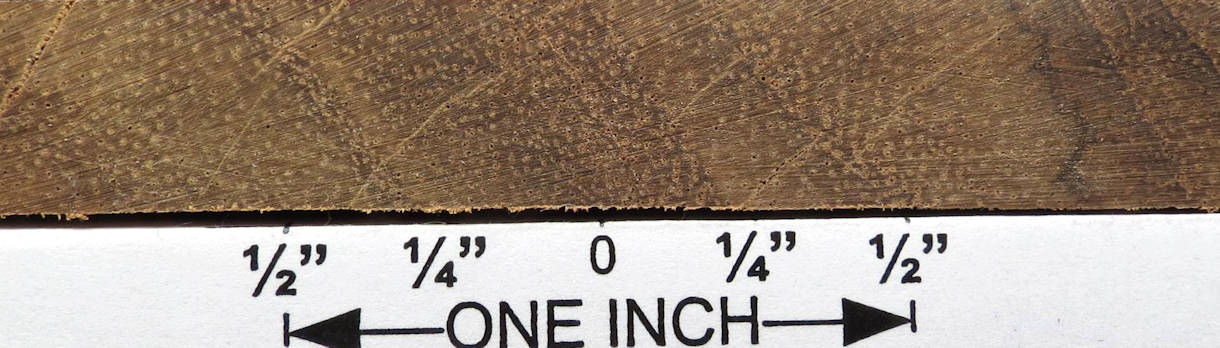 ½” ¼” 0 ¼” ½”
ONE INCH